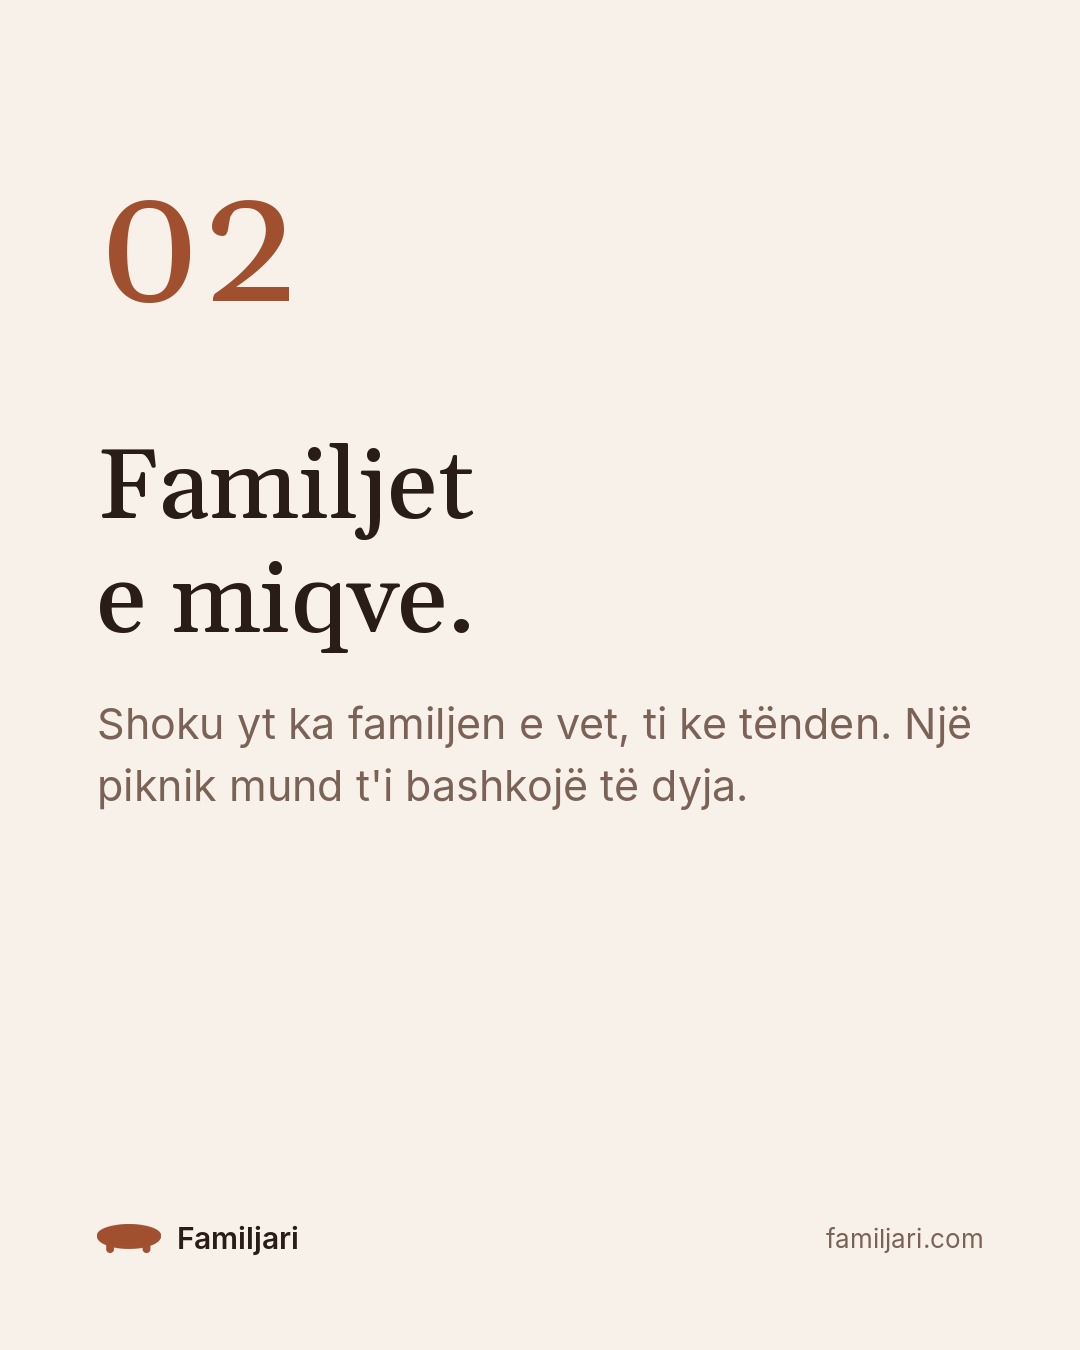 02
Familjet
e miqve.
Shoku yt ka familjen e vet, ti ke tënden. Një
piknik mund t'i bashkojë të dyja.
Familjari
familjari.com